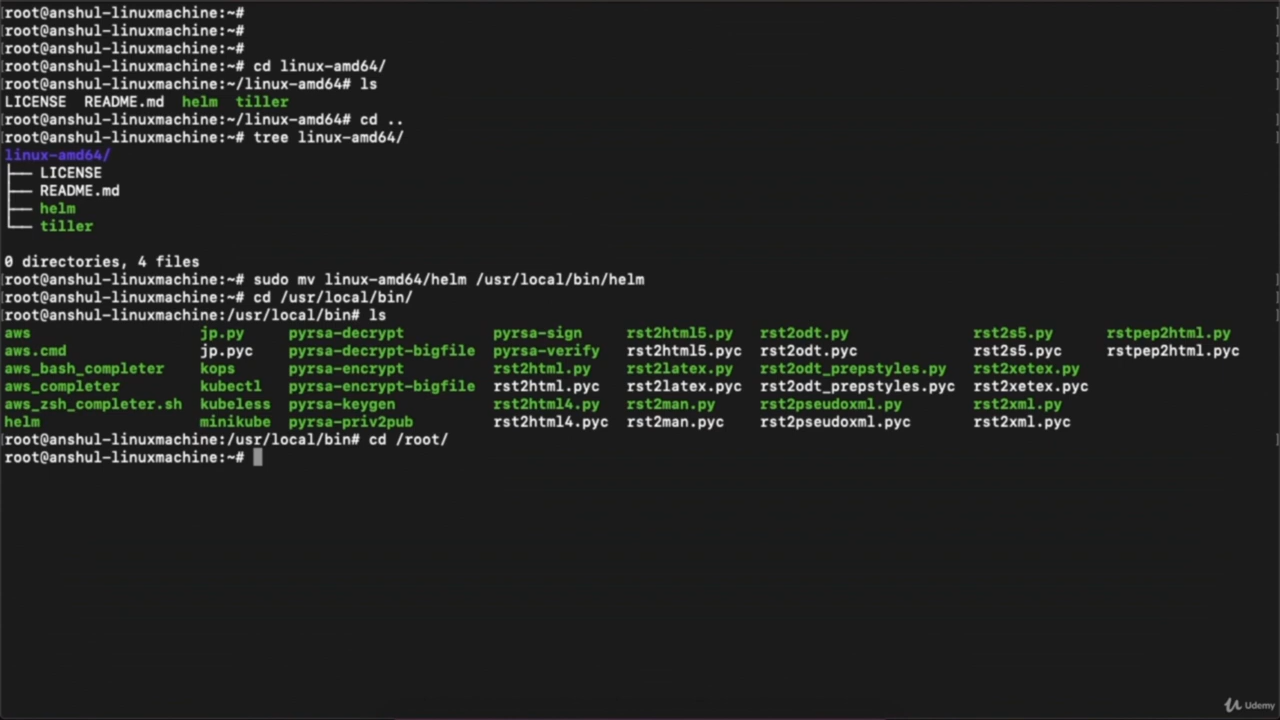 root@anshul-linuxmachine:~#
root@anshul-linuxmachine:~#
root@anshul-linuxmachine:~#
root@anshul-linuxmachine:~# cd linux-amd64/
root@anshul-linuxmachine:~/linux-amd64# ls
LICENSE  README.md  helm  tiller
root@anshul-linuxmachine:~/linux-amd64# cd ..
root@anshul-linuxmachine:~# tree linux-amd64/
linux-amd64/
├── LICENSE
├── README.md
├── helm
└── tiller
0 directories, 4 files
root@anshul-linuxmachine:~# sudo mv linux-amd64/helm /usr/local/bin/helm
root@anshul-linuxmachine:~# cd /usr/local/bin/
root@anshul-linuxmachine:/usr/local/bin# ls
aws  jp.py  pyrsa-decrypt  pyrsa-sign  rst2html5.py  rst2odt.py  rst2s5.py  rstpep2html.py
aws.cmd  jp.pyc  pyrsa-decrypt-bigfile  pyrsa-verify  rst2html5.pyc  rst2odt.pyc  rst2s5.pyc  rstpep2html.pyc
aws_bash_completer  kops  pyrsa-encrypt  rst2html.py  rst2latex.py  rst2odt_prepstyles.py  rst2xetex.py
aws_completer  kubectl  pyrsa-encrypt-bigfile  rst2html.pyc  rst2latex.pyc  rst2odt_prepstyles.pyc  rst2xetex.pyc
aws_zsh_completer.sh  kubeless  pyrsa-keygen  rst2html4.py  rst2man.py  rst2pseudoxml.py  rst2xml.py
helm  minikube  pyrsa-priv2pub  rst2html4.pyc  rst2man.pyc  rst2pseudoxml.pyc  rst2xml.pyc
root@anshul-linuxmachine:/usr/local/bin# cd /root/
root@anshul-linuxmachine:~#
Udemy